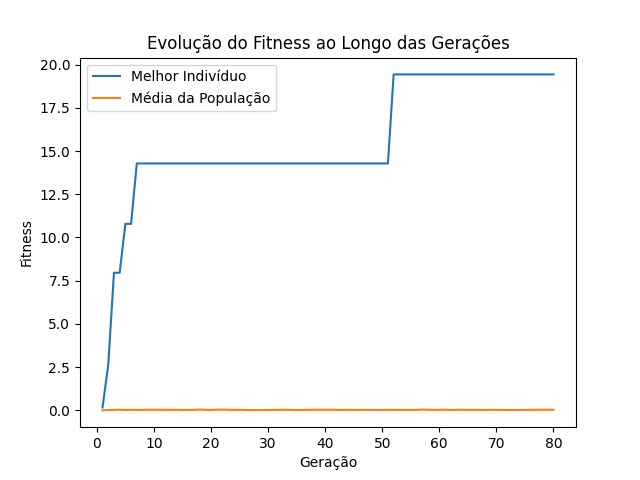 Evolução do Fitness ao Longo das Gerações
Melhor Indivíduo
Média da População
20.0
17.5
15.0
12.5
10.0
7.5
5.0
2.5
0.0
Fitness
0 10 20 30 40 50 60 70 80
Geração